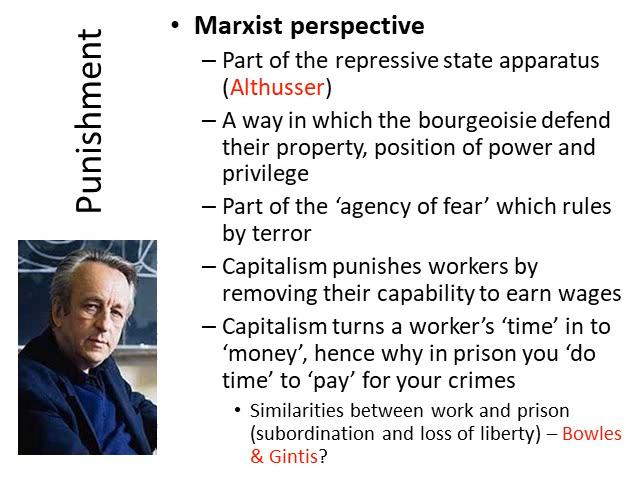 Punishment
• Marxist perspective
– Part of the repressive state apparatus
(Althusser)
– A way in which the bourgeoisie defend
their property, position of power and
privilege
– Part of the ‘agency of fear’ which rules
by terror
– Capitalism punishes workers by
removing their capability to earn wages
– Capitalism turns a worker’s ‘time’ in to
‘money’, hence why in prison you ‘do
time’ to ‘pay’ for your crimes
• Similarities between work and prison
(subordination and loss of liberty) – Bowles
& Gintis?